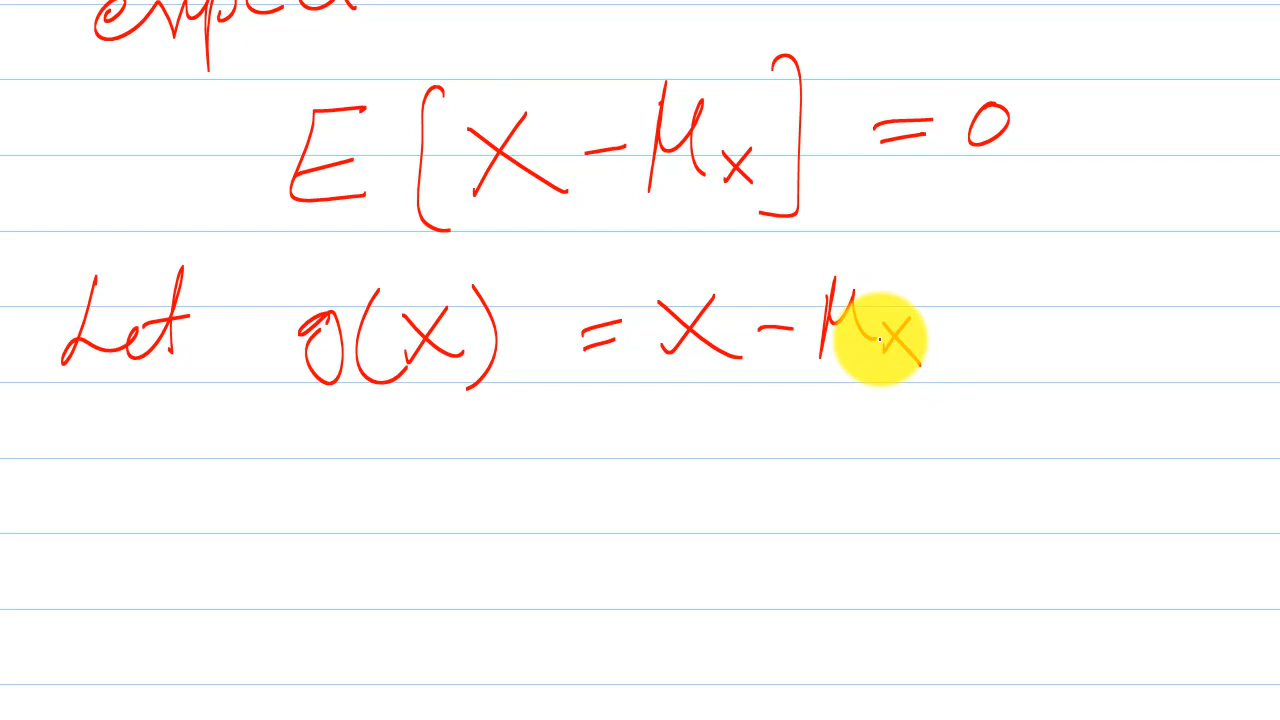 E[X - μx] = 0
Let g(x) = X - μx